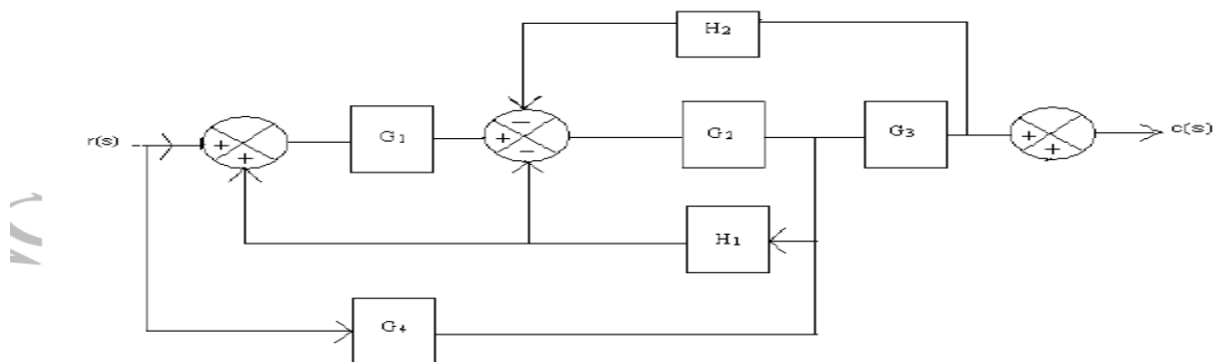 H₂
r(s)
+
+
G₁
−
+
−
G₂
G₃
+
+
c(s)
H₁
G₄